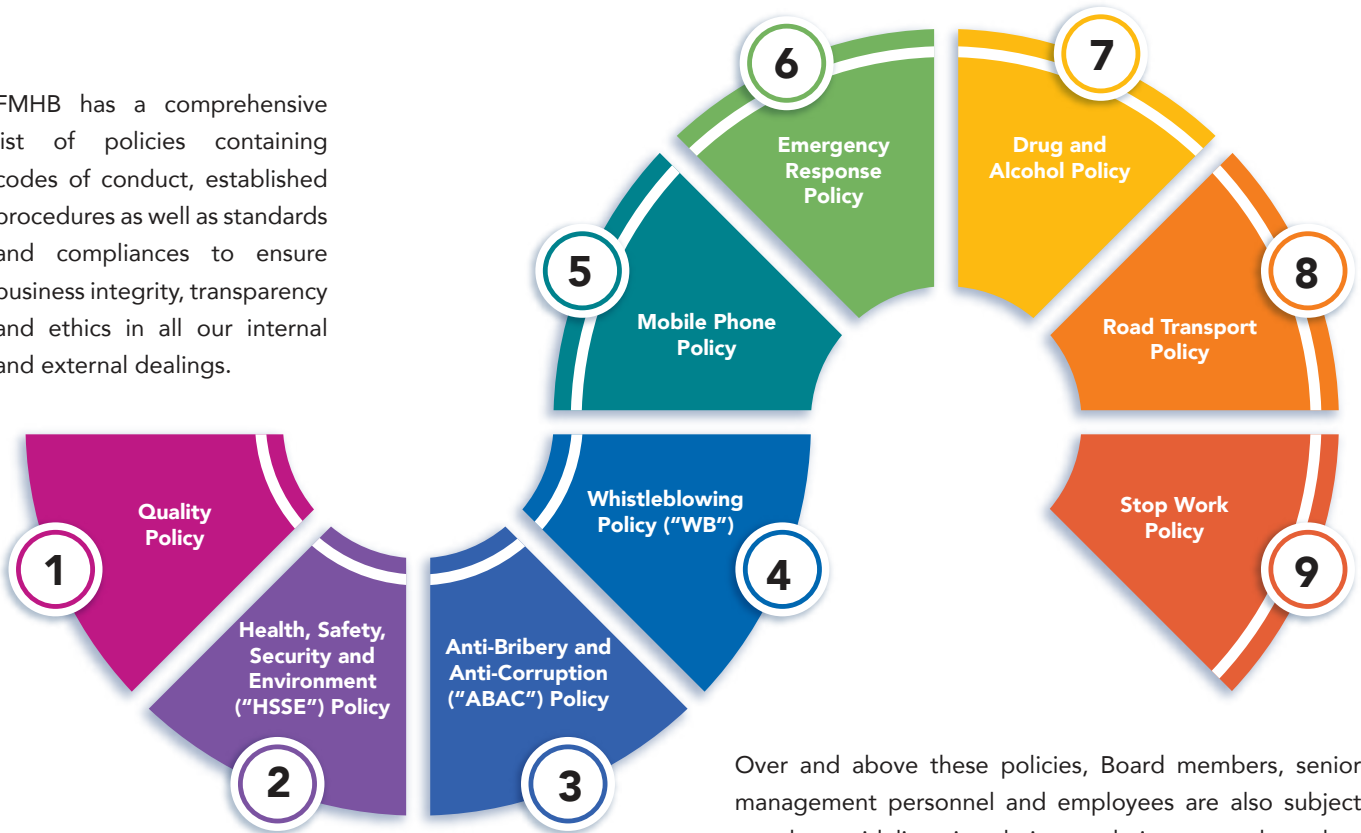 FMHB has a comprehensive
list of policies containing
codes of conduct, established
procedures as well as standards
and compliances to ensure
business integrity, transparency
and ethics in all our internal
and external dealings.
1
Quality
Policy
2
Health, Safety,
Security and
Environment
("HSSE") Policy
3
Anti-Bribery and
Anti-Corruption
("ABAC") Policy
4
Whistleblowing
Policy ("WB")
5
Mobile Phone
Policy
6
Emergency
Response
Policy
7
Drug and
Alcohol Policy
8
Road Transport
Policy
9
Stop Work
Policy
Over and above these policies, Board members, senior
management personnel and employees are also subject